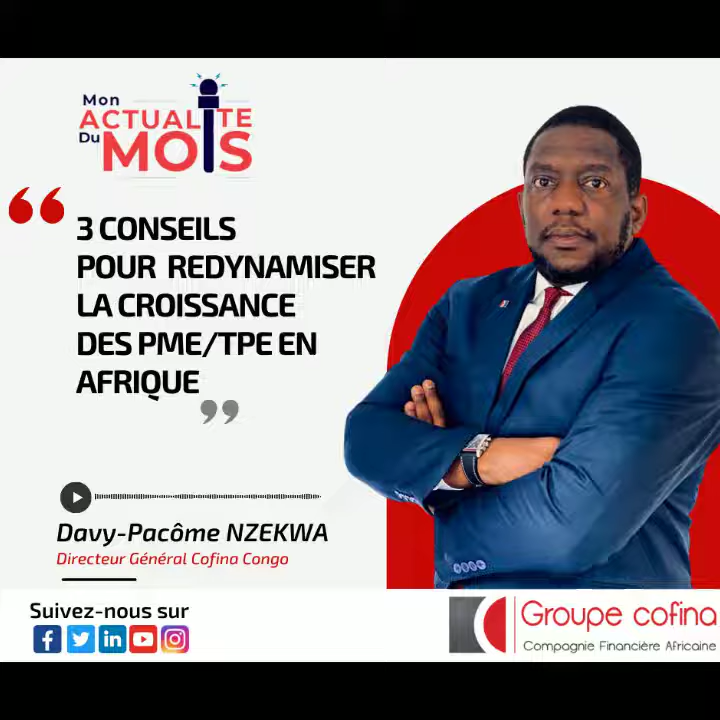 Mon
ACTUALITE
Du MOIS
“
3 CONSEILS
POUR REDYNAMISER
LA CROISSANCE
DES PME/TPE EN
AFRIQUE
”
Davy-Pacôme NZEKWA
Directeur Général Cofina Congo
Suivez-nous sur
Groupe cofina
Compagnie Financière Africaine